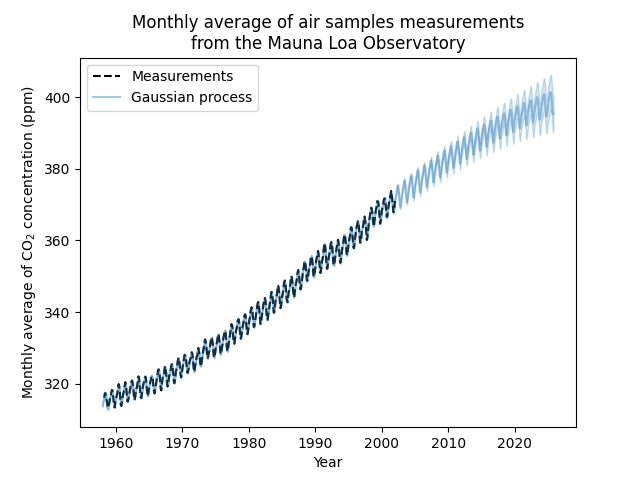 Monthly average of air samples measurements
from the Mauna Loa Observatory
Measurements
Gaussian process
Monthly average of CO₂ concentration (ppm)
400
380
360
340
320
1960 1970 1980 1990 2000 2010 2020
Year